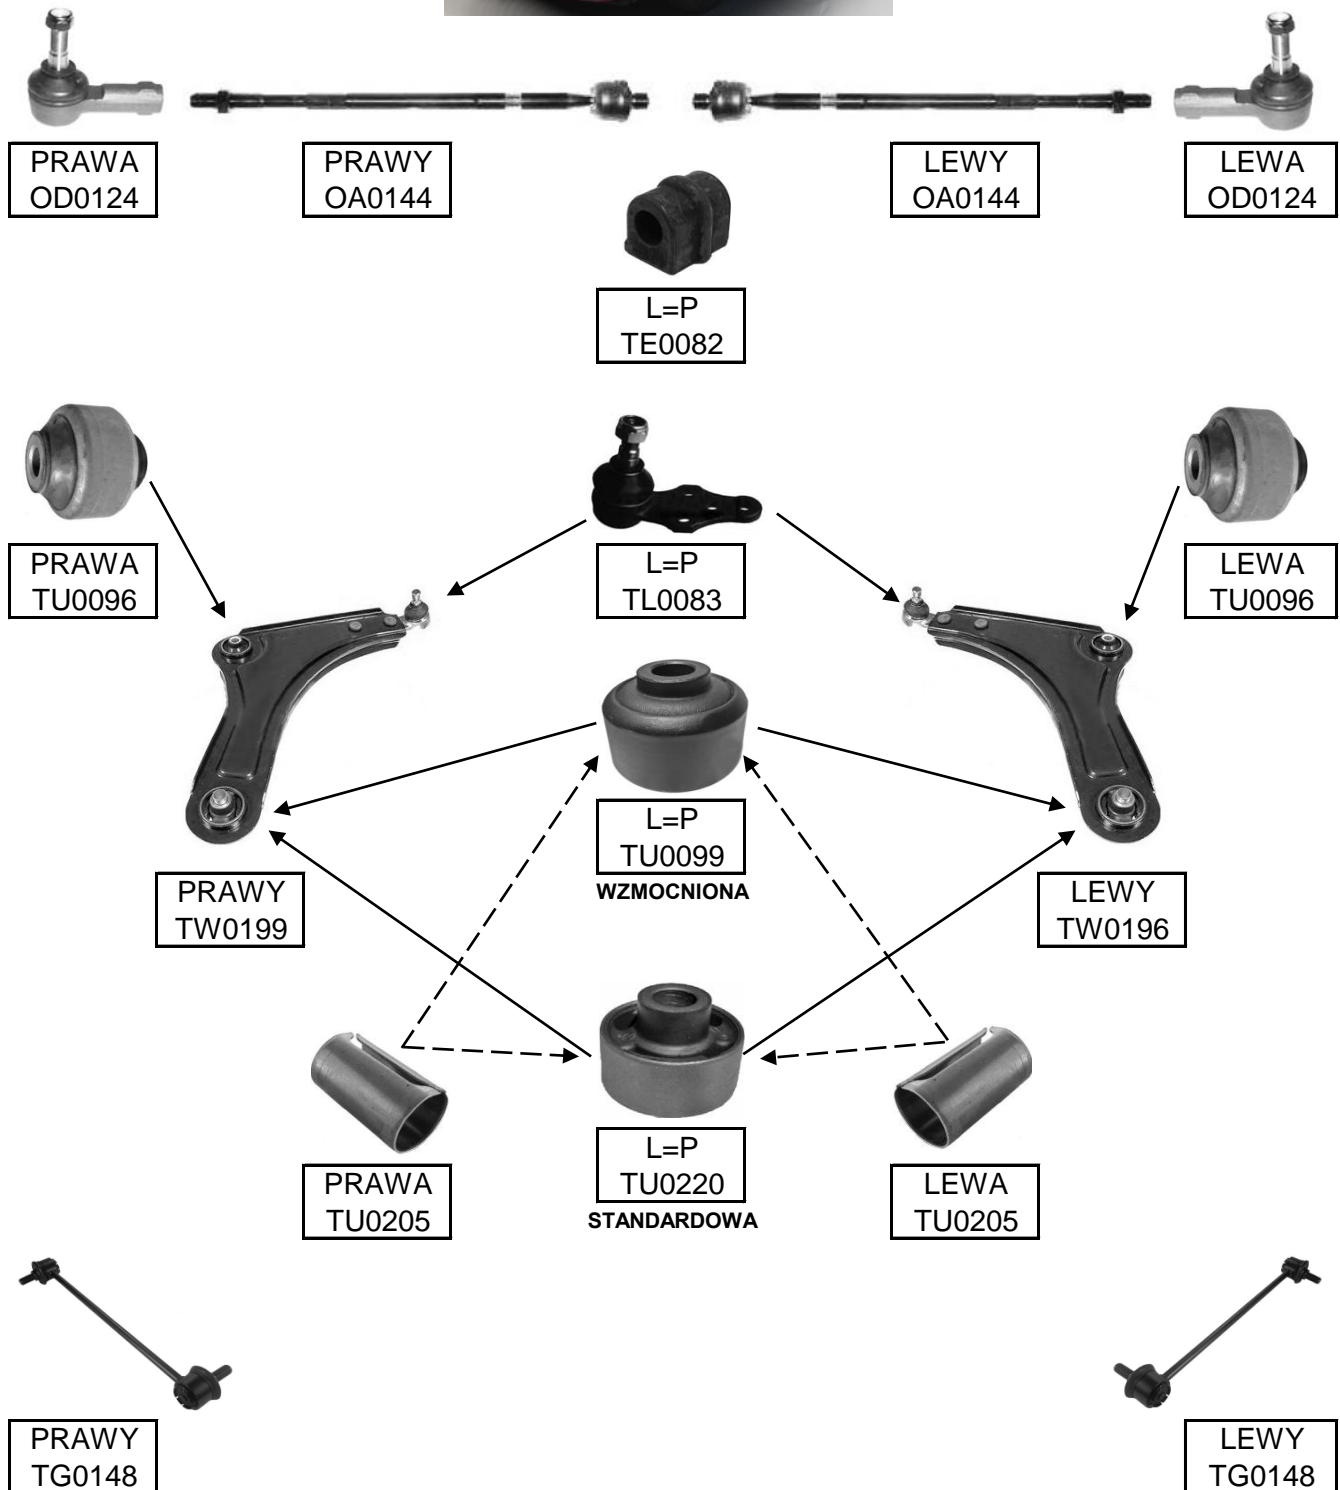 PRAWA
OD0124
PRAWY
OA0144
LEWY
OA0144
LEWA
OD0124
L=P
TE0082
PRAWA
TU0096
L=P
TL0083
LEWA
TU0096
L=P
TU0099
WZMOCNIONA
PRAWY
TW0199
LEWY
TW0196
PRAWA
TU0205
L=P
TU0220
STANDARDOWA
LEWA
TU0205
PRAWY
TG0148
LEWY
TG0148